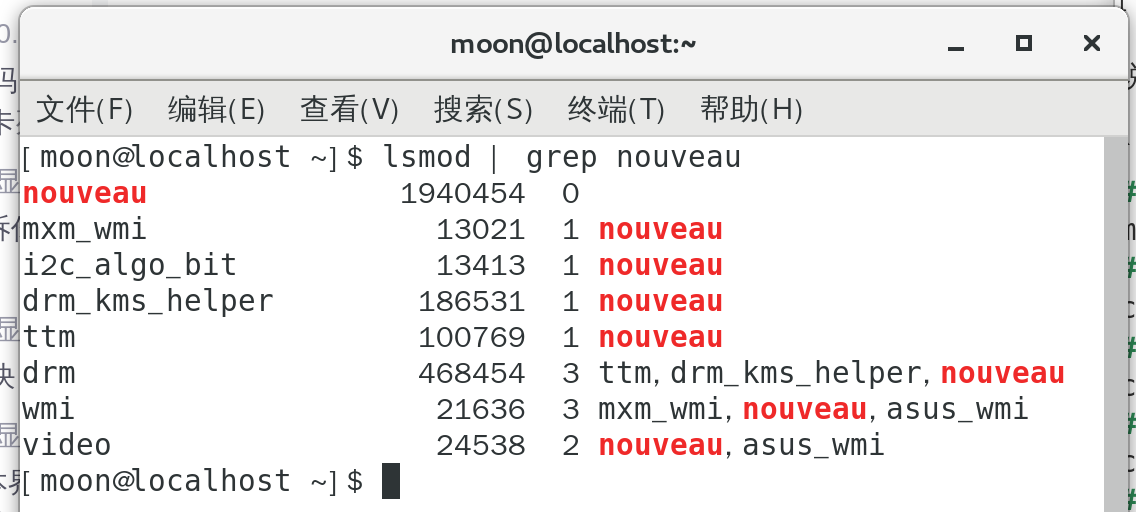 moon@localhost:~
文件(F) 编辑(E) 查看(V) 搜索(S) 终端(T) 帮助(H)
[moon@localhost ~]$ lsmod | grep nouveau
nouveau 1940454 0
mxm_wmi 13021 1 nouveau
i2c_algo_bit 13413 1 nouveau
drm_kms_helper 186531 1 nouveau
ttm 100769 1 nouveau
drm 468454 3 ttm,drm_kms_helper,nouveau
wmi 21636 3 mxm_wmi,nouveau,asus_wmi
video 24538 2 nouveau,asus_wmi
[moon@localhost ~]$